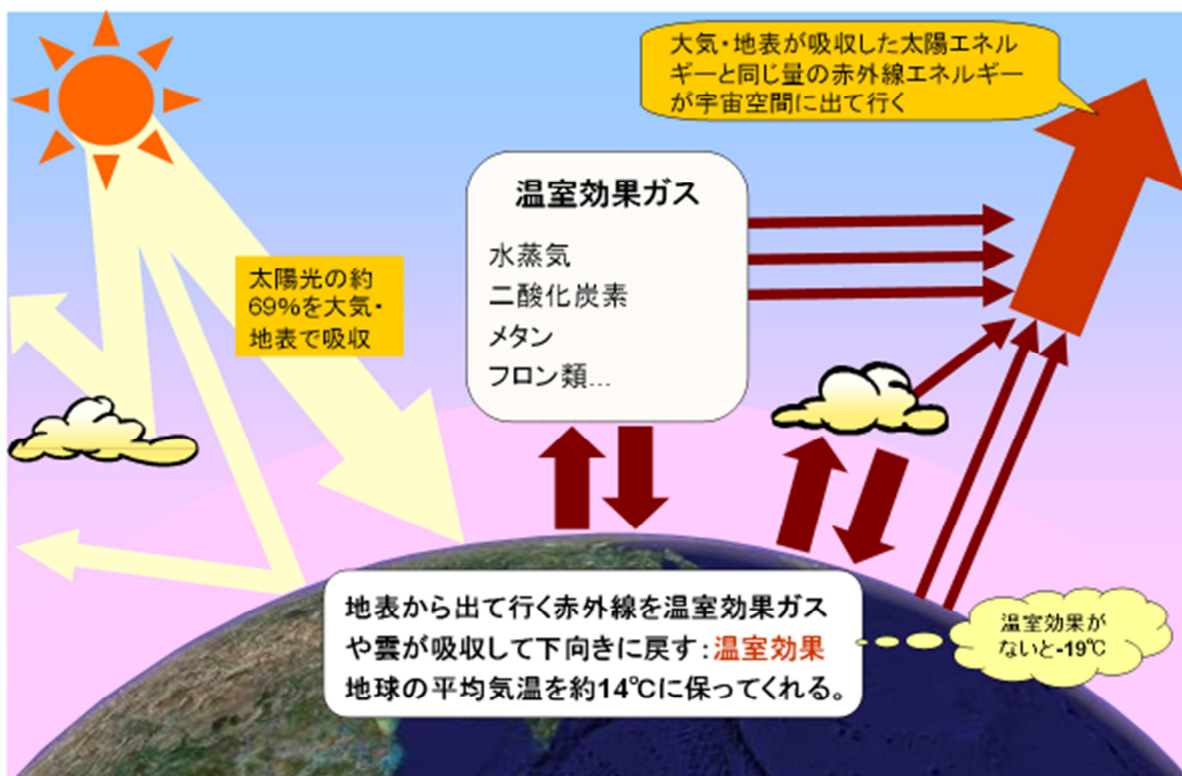 大気・地表が吸収した太陽エネル
ギーと同じ量の赤外線エネルギー
が宇宙空間に出て行く
温室効果ガス
水蒸気
二酸化炭素
メタン
フロン類…
太陽光の約
69%を大気・
地表で吸収
地表から出て行く赤外線を温室効果ガス
や雲が吸収して下向きに戻す：温室効果
地球の平均気温を約14℃に保ってくれる。
温室効果が
ないと-19℃